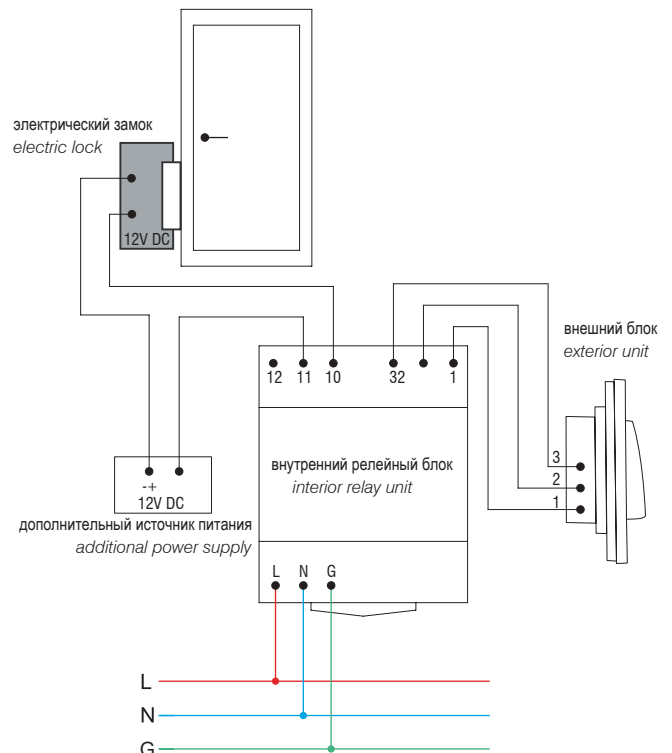 электрический замок
electric lock
12V DC
внешний блок
exterior unit
12 11 10 32 1
3
2
1
внутренний релейный блок
interior relay unit
-+
12V DC
дополнительный источник питания
additional power supply
L N G
L
N
G